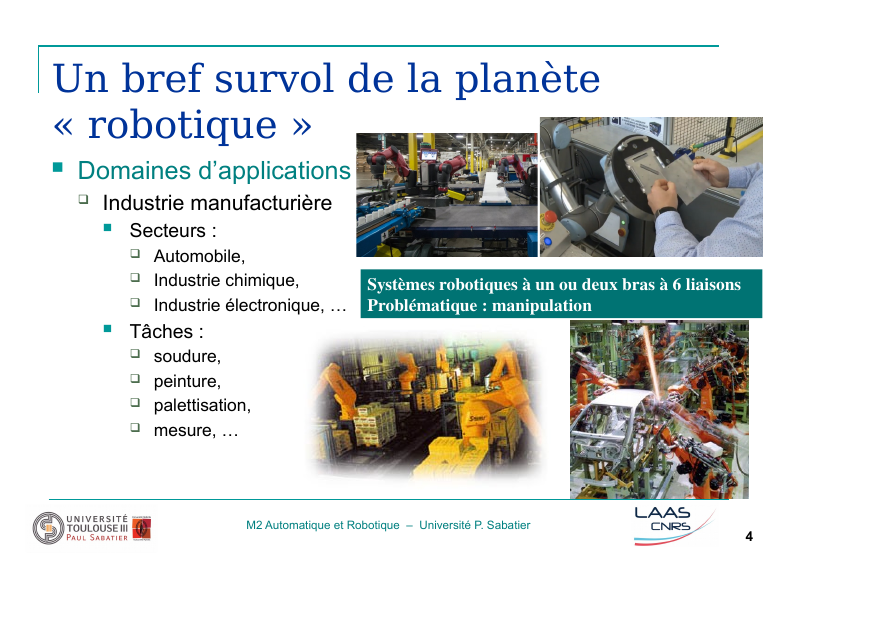 Un bref survol de la planète
« robotique »
Domaines d’applications
Industrie manufacturière
Secteurs :
Automobile,
Industrie chimique,
Industrie électronique, …
Tâches :
soudure,
peinture,
palettisation,
mesure, …
Systèmes robotiques à un ou deux bras à 6 liaisons
Problématique : manipulation
UNIVERSITÉ
TOULOUSE III
PAUL SABATIER
M2 Automatique et Robotique – Université P. Sabatier
LAAS
CNRS
4